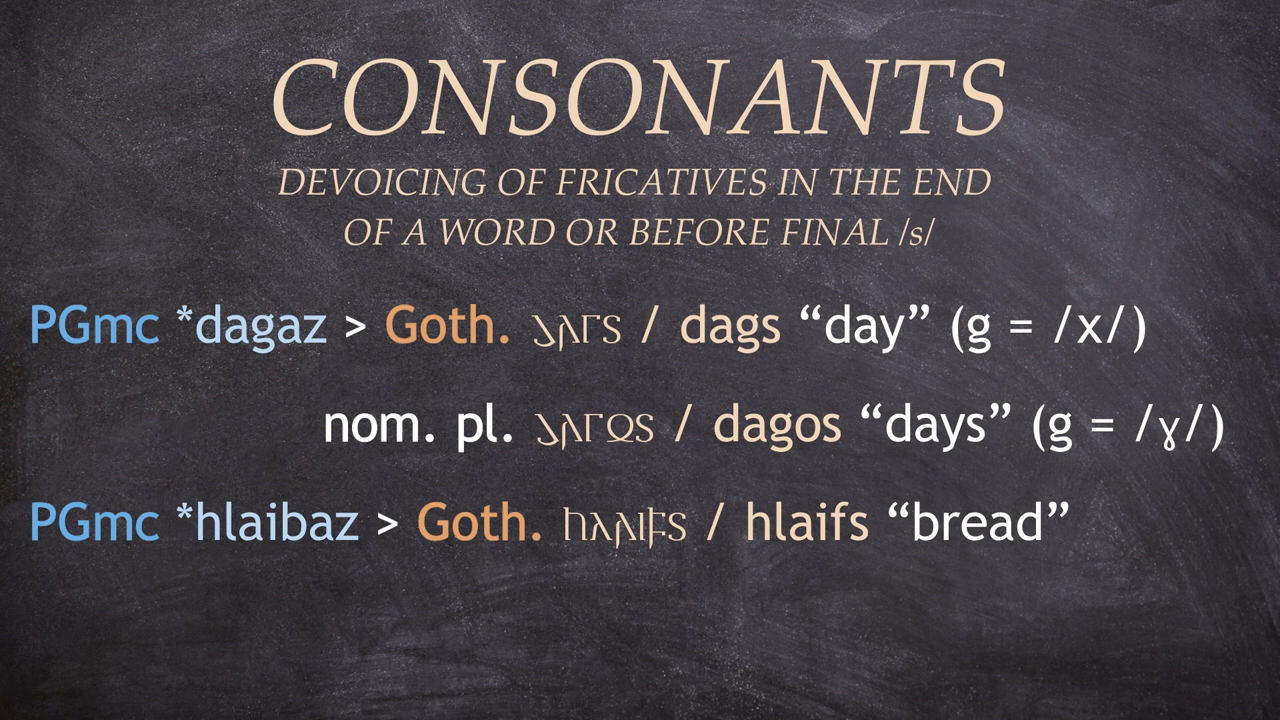 CONSONANTS
DEVOICING OF FRICATIVES IN THE END
OF A WORD OR BEFORE FINAL /s/
PGmc *dagaz > Goth. 𐌳𐌰𐌲𐍃 / dags “day” (g = /x/)
nom. pl. 𐌳𐌰𐌲𐍉𐍃 / dagos “days” (g = /ɣ/)
PGmc *hlaibaz > Goth. 𐌷𐌻𐌰𐌹𐍆𐍃 / hlaifs “bread”